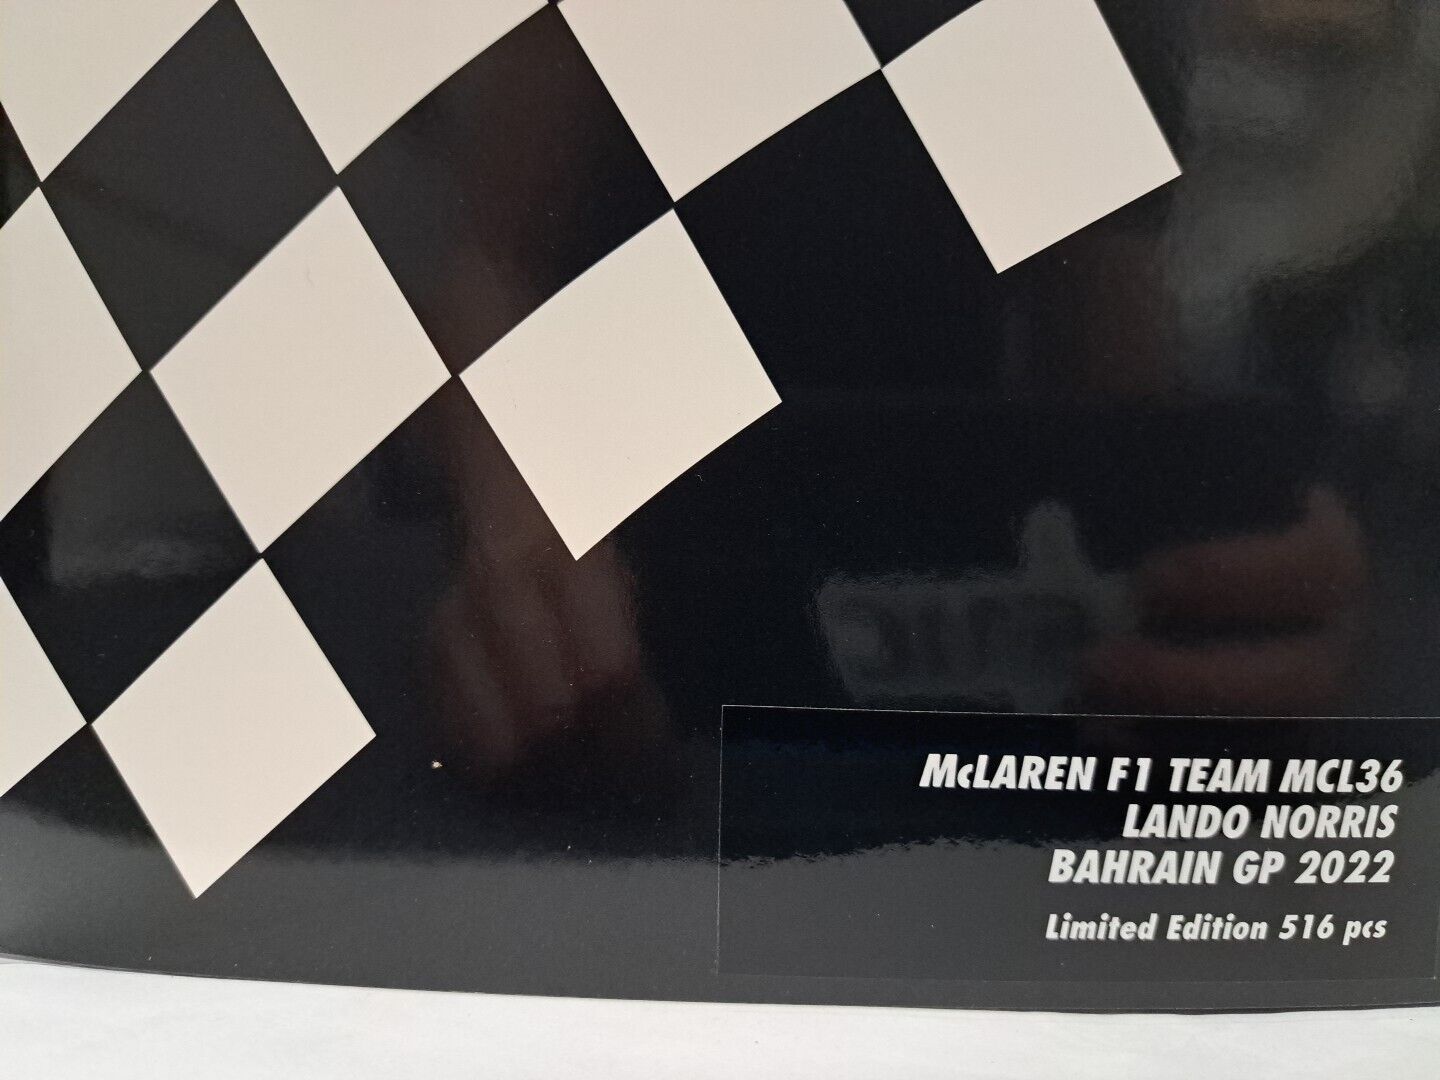 McLAREN F1 TEAM MCL36
LANDO NORRIS
BAHRAIN GP 2022
Limited Edition 516 pcs